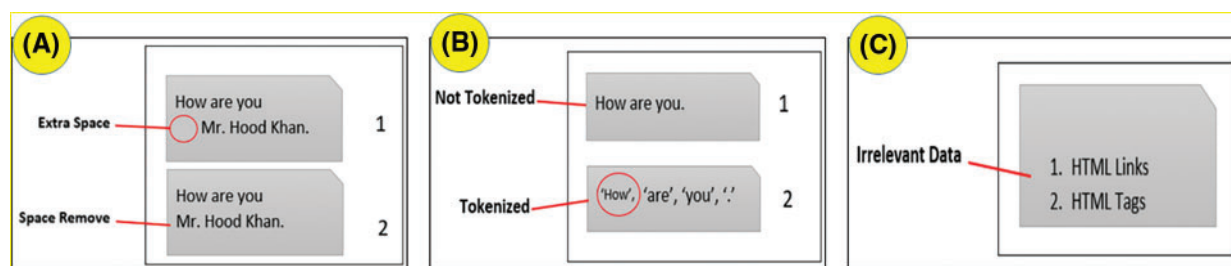 (A)
How are you
Extra Space
Mr. Hood Khan.
1
How are you
Space Remove
Mr. Hood Khan.
2
(B)
Not Tokenized
How are you.
1
Tokenized
‘How’, ‘are’, ‘you’, ‘.’
2
(C)
Irrelevant Data
1. HTML Links
2. HTML Tags